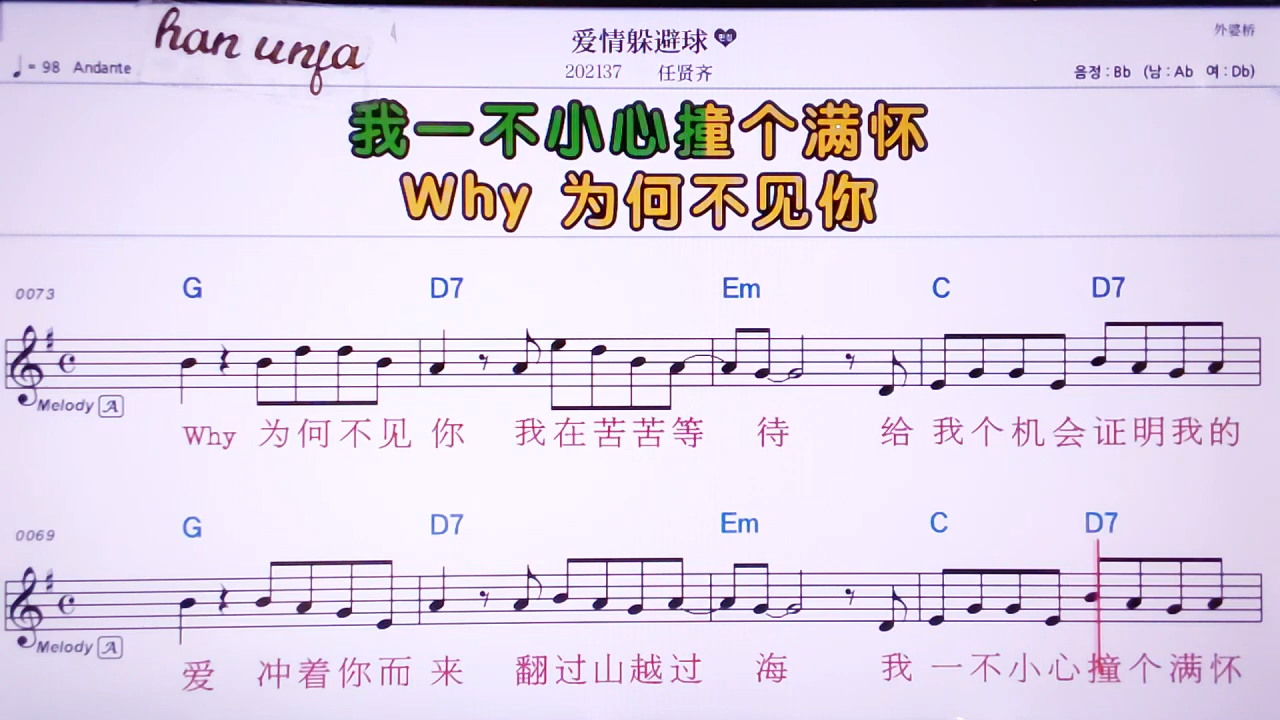 han unfa
爱情躲避球
外婆桥
♩= 98 Andante
202137 任贤齐
음정 : Bb (남 : Ab 여 : Db)
我一不小心撞个满怀
Why 为何不见你
0073
G D7 Em C D7
Melody A
Why 为何不见你 我在苦苦等待 给我个机会证明我的
0069
G D7 Em C D7
Melody A
爱 冲着你而来 翻过山越过海 我一不小心撞个满怀